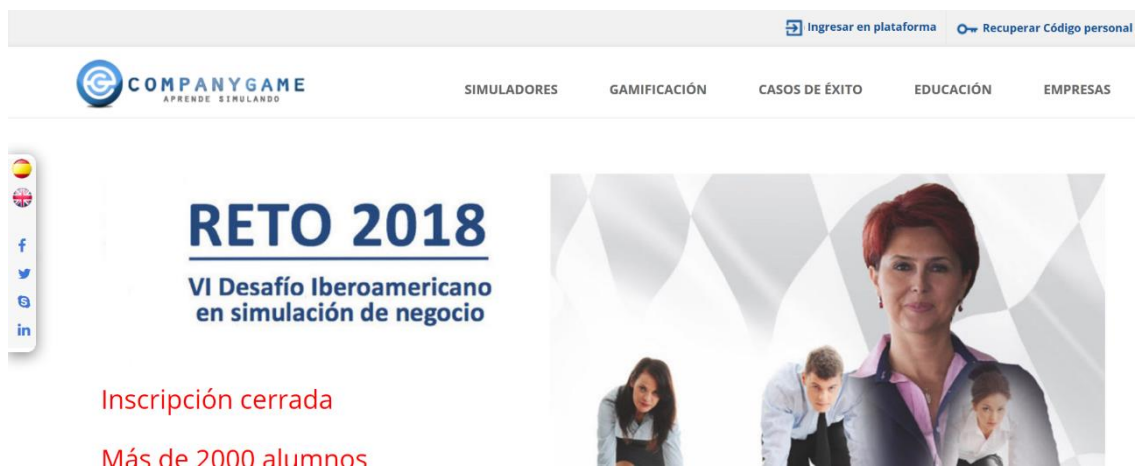 Ingresar en plataforma
Recuperar Código personal
COMPANYGAME
APRENDE SIMULANDO
SIMULADORES
GAMIFICACIÓN
CASOS DE ÉXITO
EDUCACIÓN
EMPRESAS
RETO 2018
VI Desafío Iberoamericano
en simulación de negocio
Inscripción cerrada
Más de 2000 alumnos